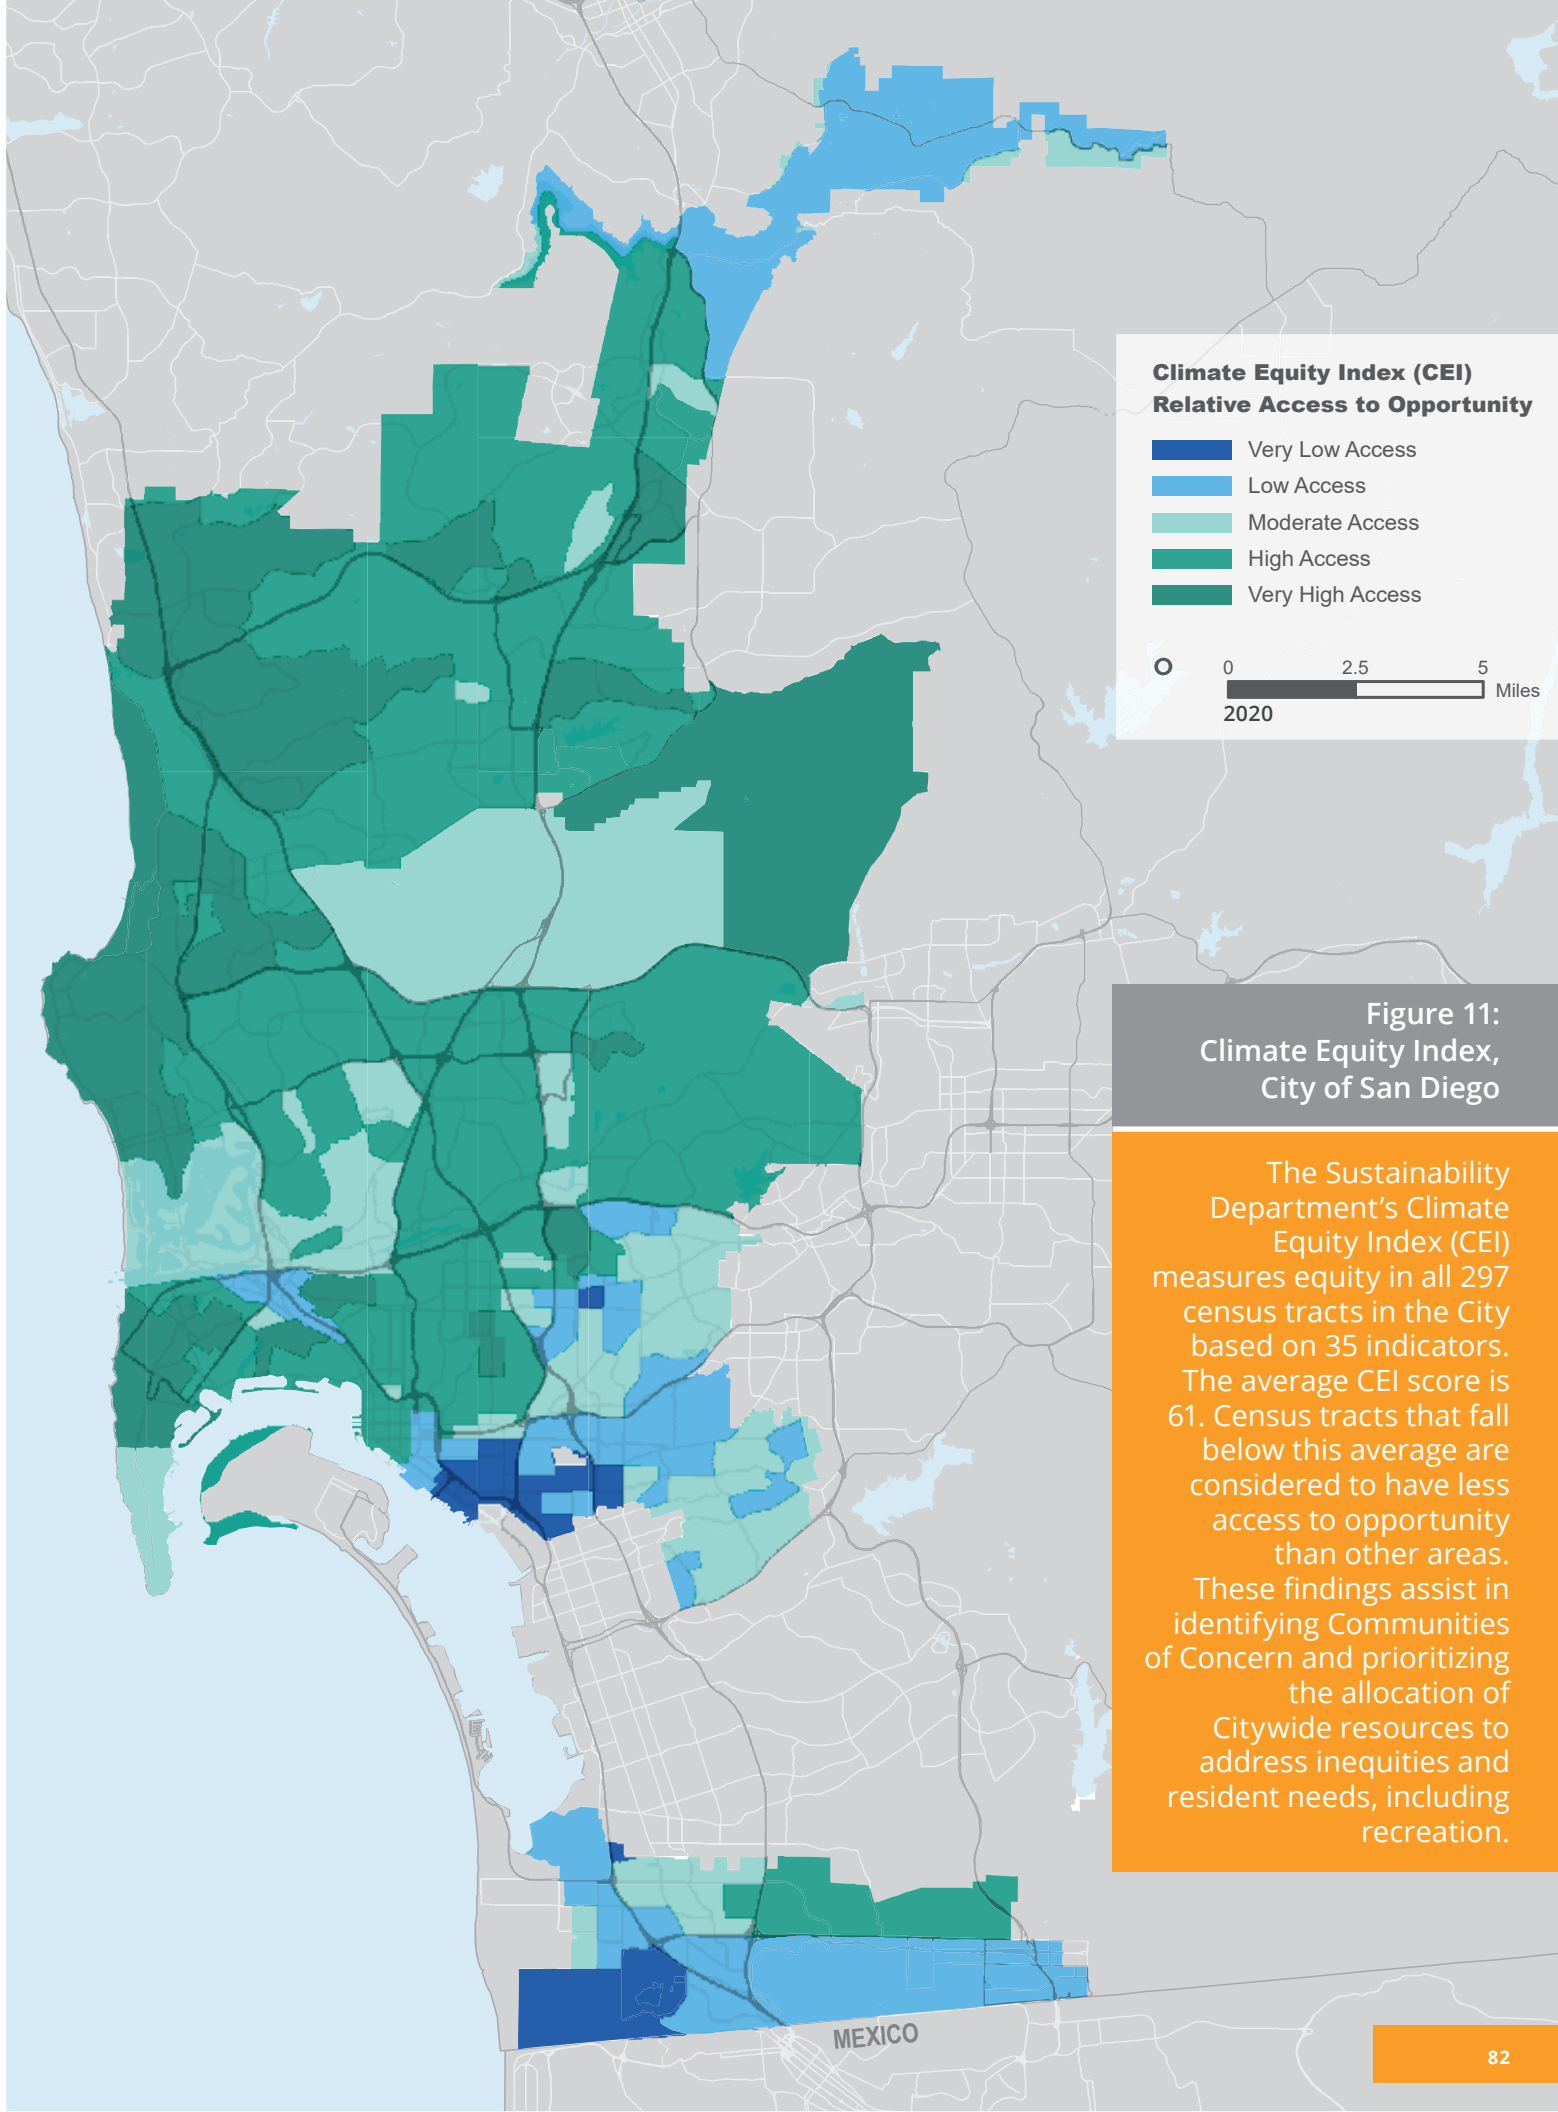 Climate Equity Index (CEI)
Relative Access to Opportunity
Very Low Access
Low Access
Moderate Access
High Access
Very High Access
0 2.5 5
Miles
2020
Figure 11:
Climate Equity Index,
City of San Diego
The Sustainability
Department’s Climate
Equity Index (CEI)
measures equity in all 297
census tracts in the City
based on 35 indicators.
The average CEI score is
61. Census tracts that fall
below this average are
considered to have less
access to opportunity
than other areas.
These findings assist in
identifying Communities
of Concern and prioritizing
the allocation of
Citywide resources to
address inequities and
resident needs, including
recreation.
MEXICO
82